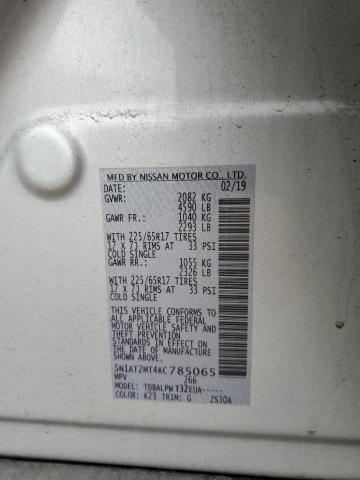 MFD BY NISSAN MOTOR CO., LTD.
DATE: 02/19
GVWR: 2082 KG
4590 LB
GAWR FR.: 1040 KG
2293 LB
WITH 225/65R17 TIRES
17 X 7J RIMS AT 33 PSI
COLD SINGLE
GAWR RR.: 1055 KG
2326 LB
WITH 225/65R17 TIRES
17 X 7J RIMS AT 33 PSI
COLD SINGLE
THIS VEHICLE CONFORMS TO
ALL APPLICABLE FEDERAL
MOTOR VEHICLE SAFETY AND
THEFT PREVENTION
STANDARDS IN EFFECT ON
THE DATE OF MANUFACTURE
SHOWN ABOVE.
5N1AT2MT4KC785065
MPV 266
MODEL: TDBALPWT32EUA-----
COLOR: K23 TRIM: G 2S30A